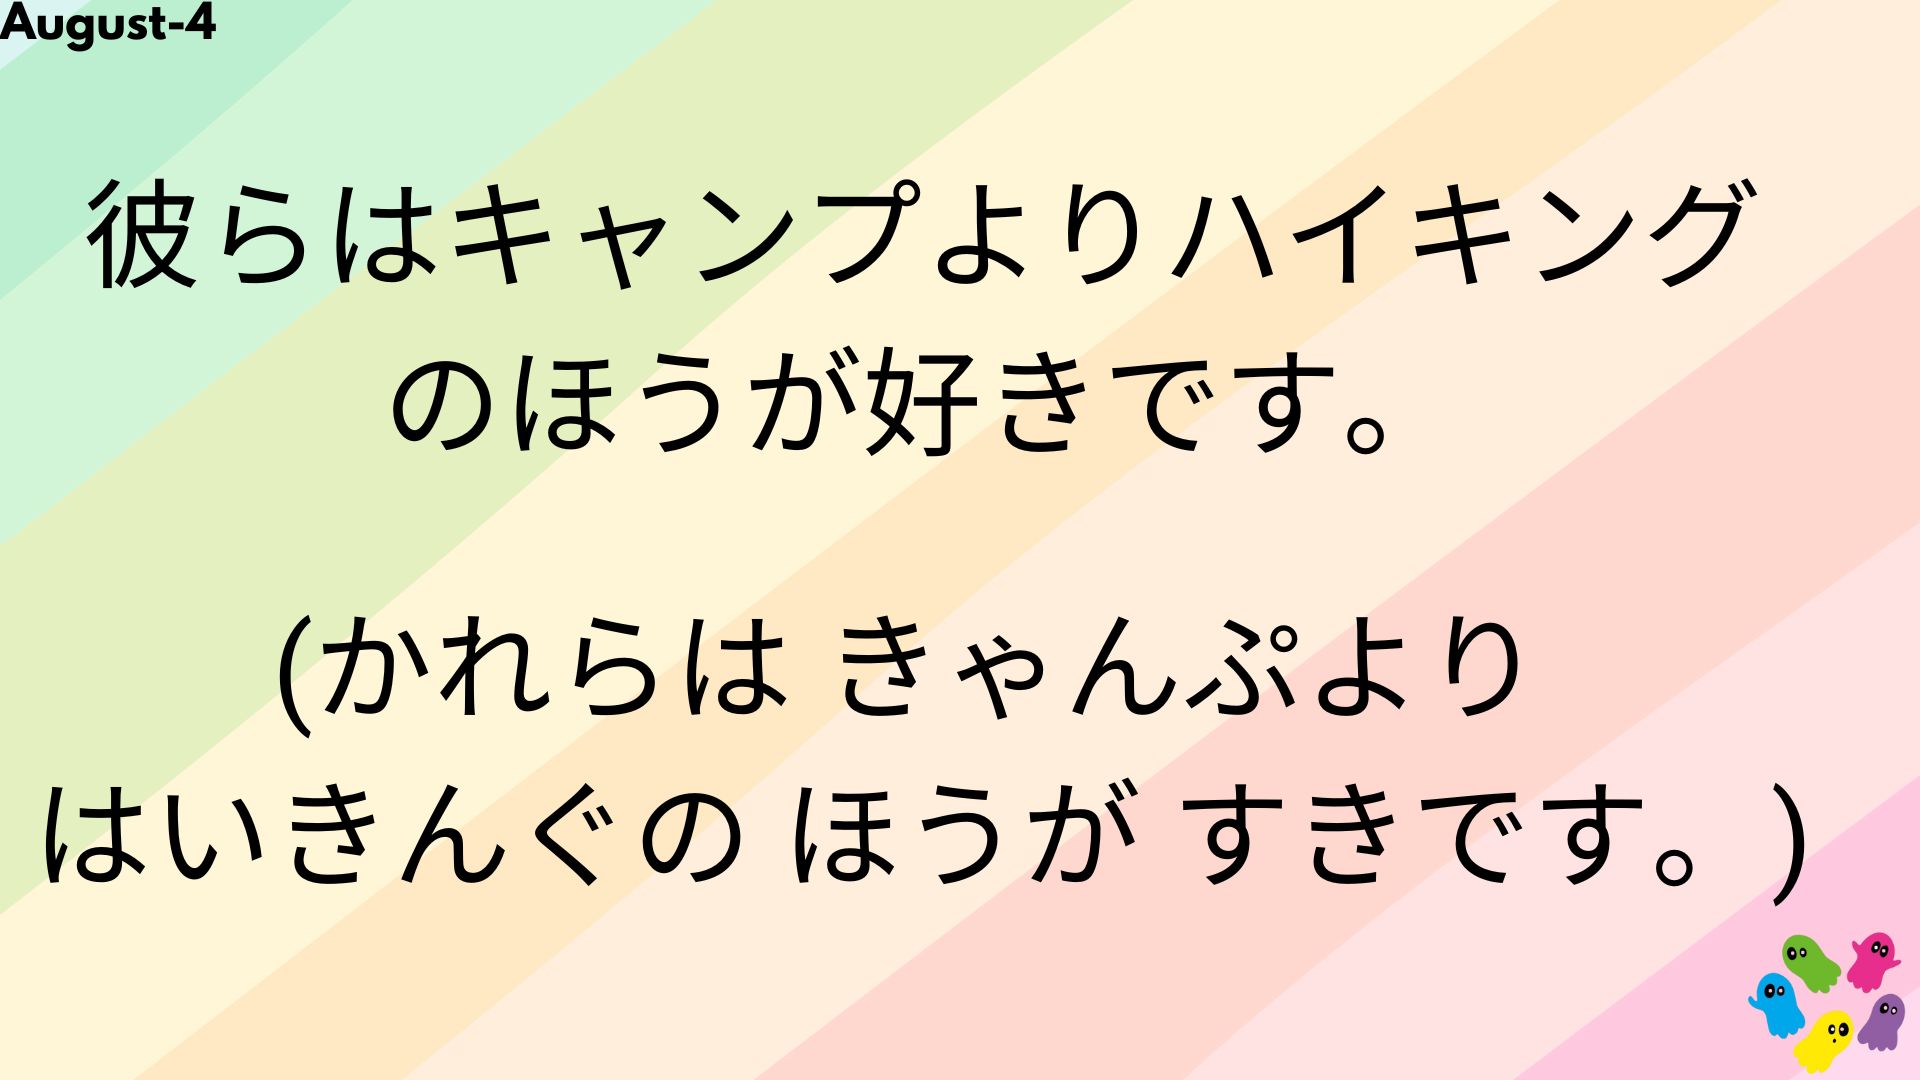 August-4
彼らはキャンプよりハイキング
のほうが好きです。
(かれらは きゃんぷより
はいきんぐの ほうが すきです。)